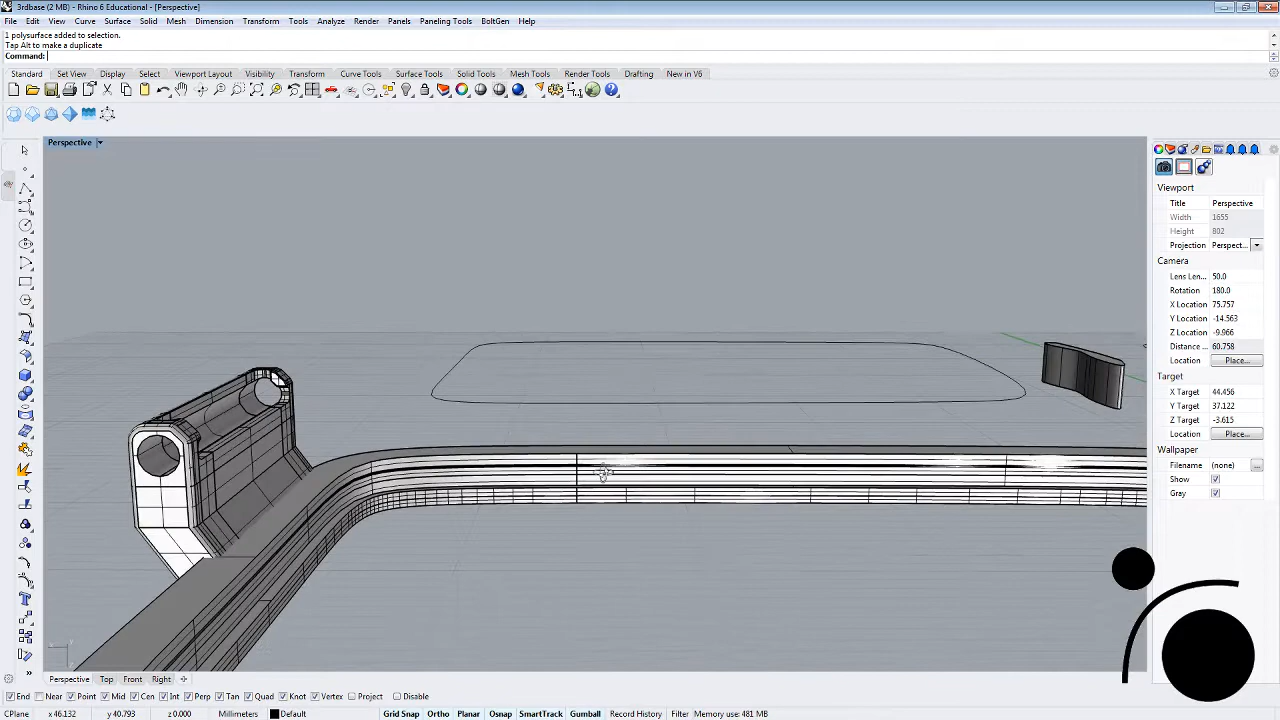 3rdbase (2 MB) - Rhino 6 Educational - [Perspective]
File Edit View Curve Surface Solid Mesh Dimension Transform Tools Analyze Render Panels Paneling Tools BoltGen Help
1 polysurface added to selection.
Tap Alt to make a duplicate
Command:
Standard Set View Display Select Viewport Layout Visibility Transform Curve Tools Surface Tools Solid Tools Mesh Tools Render Tools Drafting New in V6
Perspective
Viewport
Title Perspective
Width 1655
Height 802
Projection Perspect...
Camera
Lens Len... 50.0
Rotation 180.0
X Location 75.757
Y Location -14.563
Z Location -9.966
Distance ... 60.758
Location Place...
Target
X Target 44.456
Y Target 37.122
Z Target -3.615
Location Place...
Wallpaper
Filename (none) ...
Show
Gray
Perspective Top Front Right
End Near Point Mid Cen Int Perp Tan Quad Knot Vertex Project Disable
CPlane x 46.132 y 40.793 z 0.000 Millimeters Default Grid Snap Ortho Planar Osnap SmartTrack Gumball Record History Filter Memory use: 481 MB